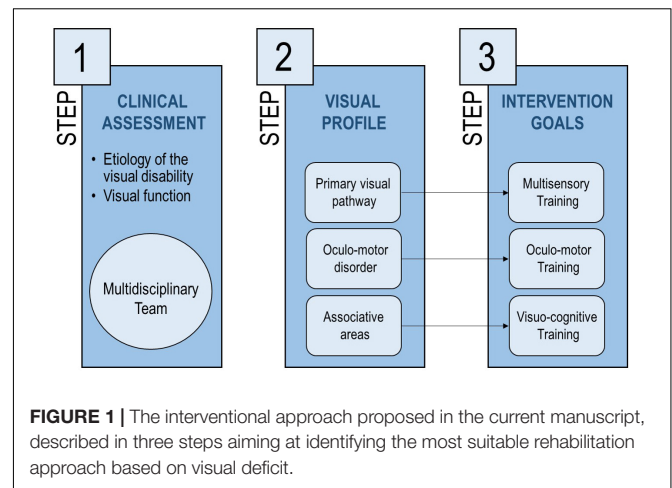 1
STEP
CLINICAL
ASSESSMENT
• Etiology of the
visual disability
• Visual function
Multidisciplinary
Team
2
STEP
VISUAL
PROFILE
Primary visual
pathway
Oculo-motor
disorder
Associative
areas
3
STEP
INTERVENTION
GOALS
Multisensory
Training
Oculo-motor
Training
Visuo-cognitive
Training
FIGURE 1 | The interventional approach proposed in the current manuscript,
described in three steps aiming at identifying the most suitable rehabilitation
approach based on visual deficit.